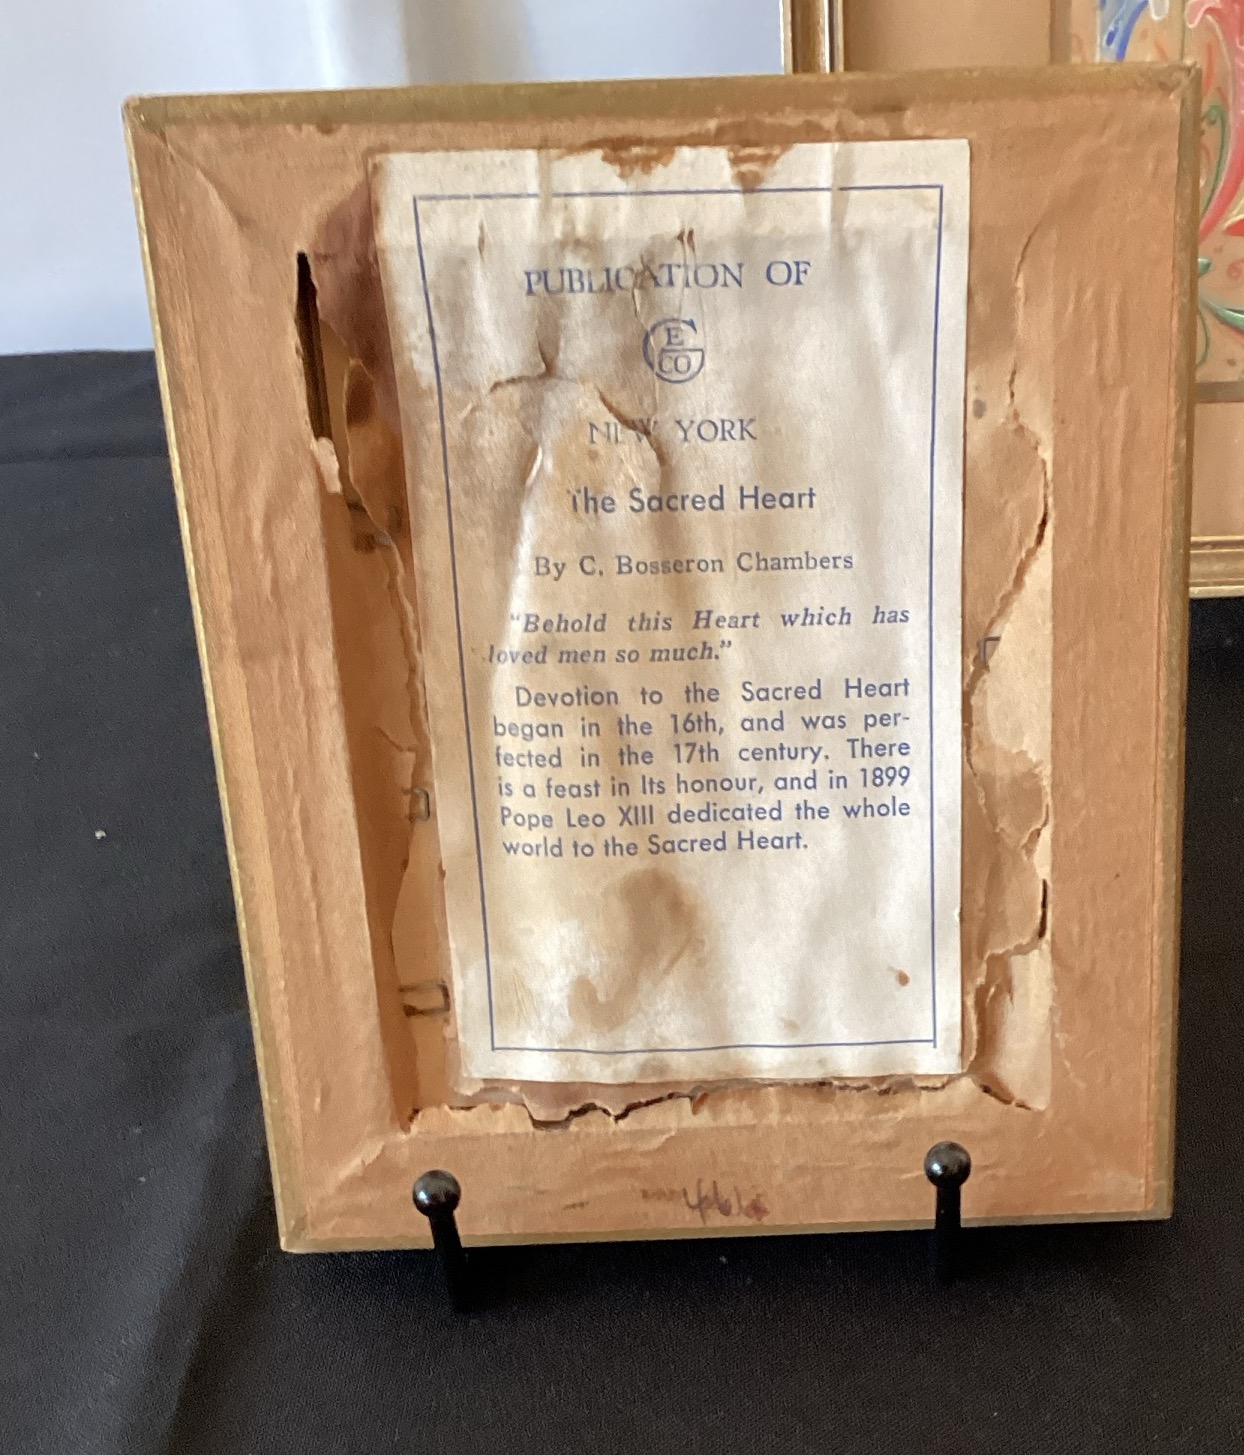 PUBLICATION OF
E
CO
NEW YORK
The Sacred Heart
By C. Bosseron Chambers
"Behold this Heart which has
loved men so much."
Devotion to the Sacred Heart
began in the 16th, and was per-
fected in the 17th century. There
is a feast in Its honour, and in 1899
Pope Leo XIII dedicated the whole
world to the Sacred Heart.